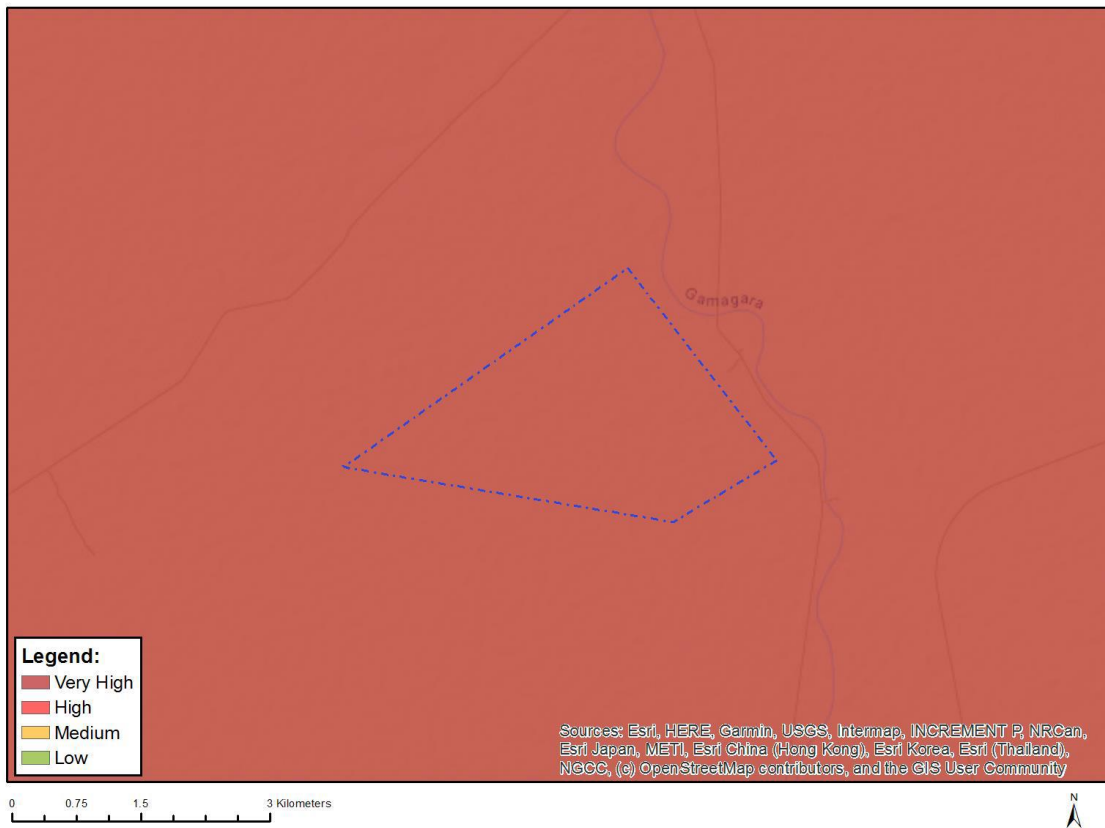 Gamagara
Legend:
Very High
High
Medium
Low
Sources: Esri, HERE, Garmin, USGS, Intermap, INCREMENT P, NRCan,
Esri Japan, METI, Esri China (Hong Kong), Esri Korea, Esri (Thailand),
NGCC, (c) OpenStreetMap contributors, and the GIS User Community
0 0.75 1.5 3 Kilometers
N